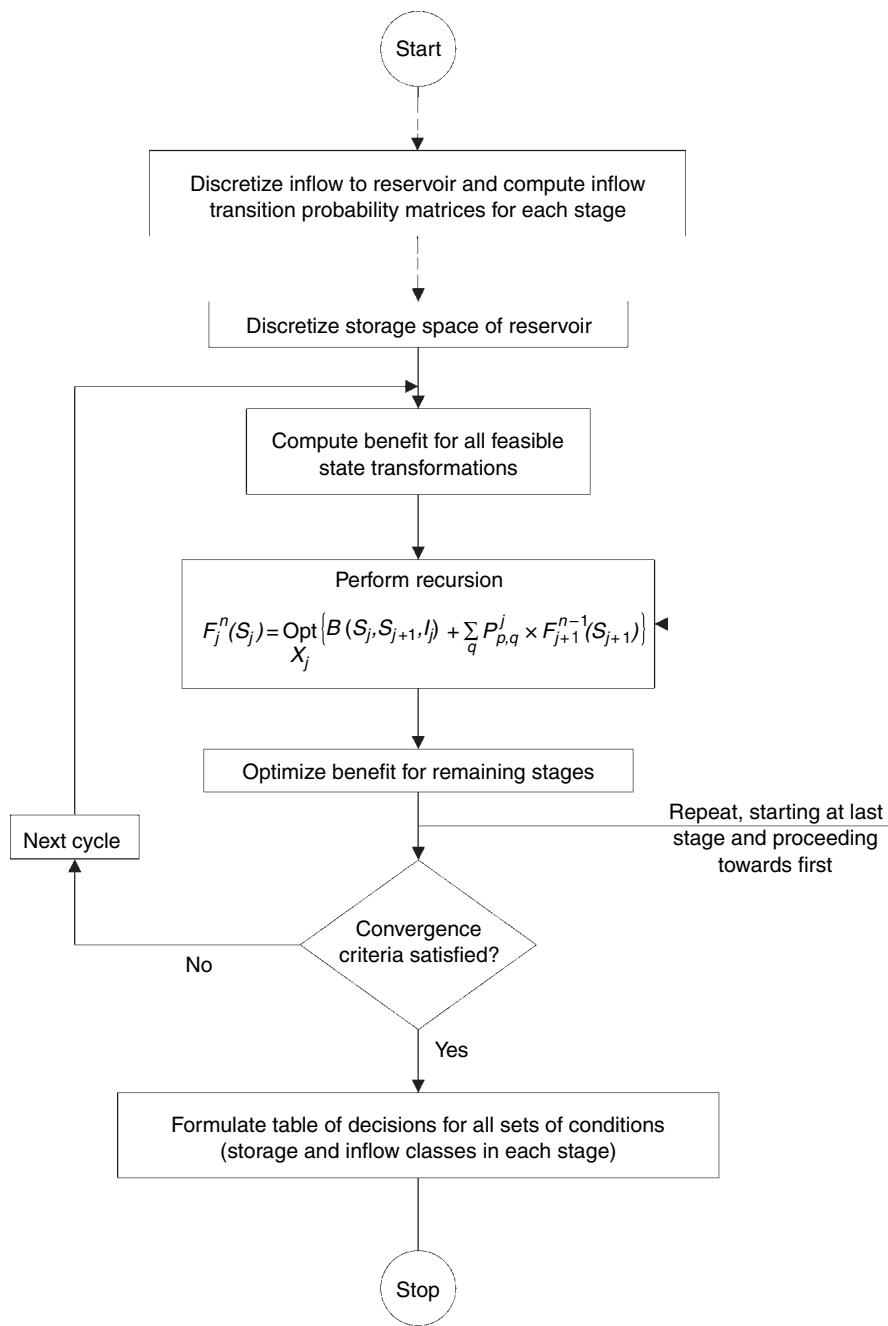 Start
Discretize inflow to reservoir and compute inflow
transition probability matrices for each stage
Discretize storage space of reservoir
Compute benefit for all feasible
state transformations
Perform recursion
F_j^n(S_j) = Opt_{X_j} {B (S_j, S_{j+1}, I_j) + ∑_q P_{p,q}^j × F_{j+1}^{n−1}(S_{j+1})}
Optimize benefit for remaining stages
Repeat, starting at last
stage and proceeding
towards first
Next cycle
Convergence
criteria satisfied?
No
Yes
Formulate table of decisions for all sets of conditions
(storage and inflow classes in each stage)
Stop